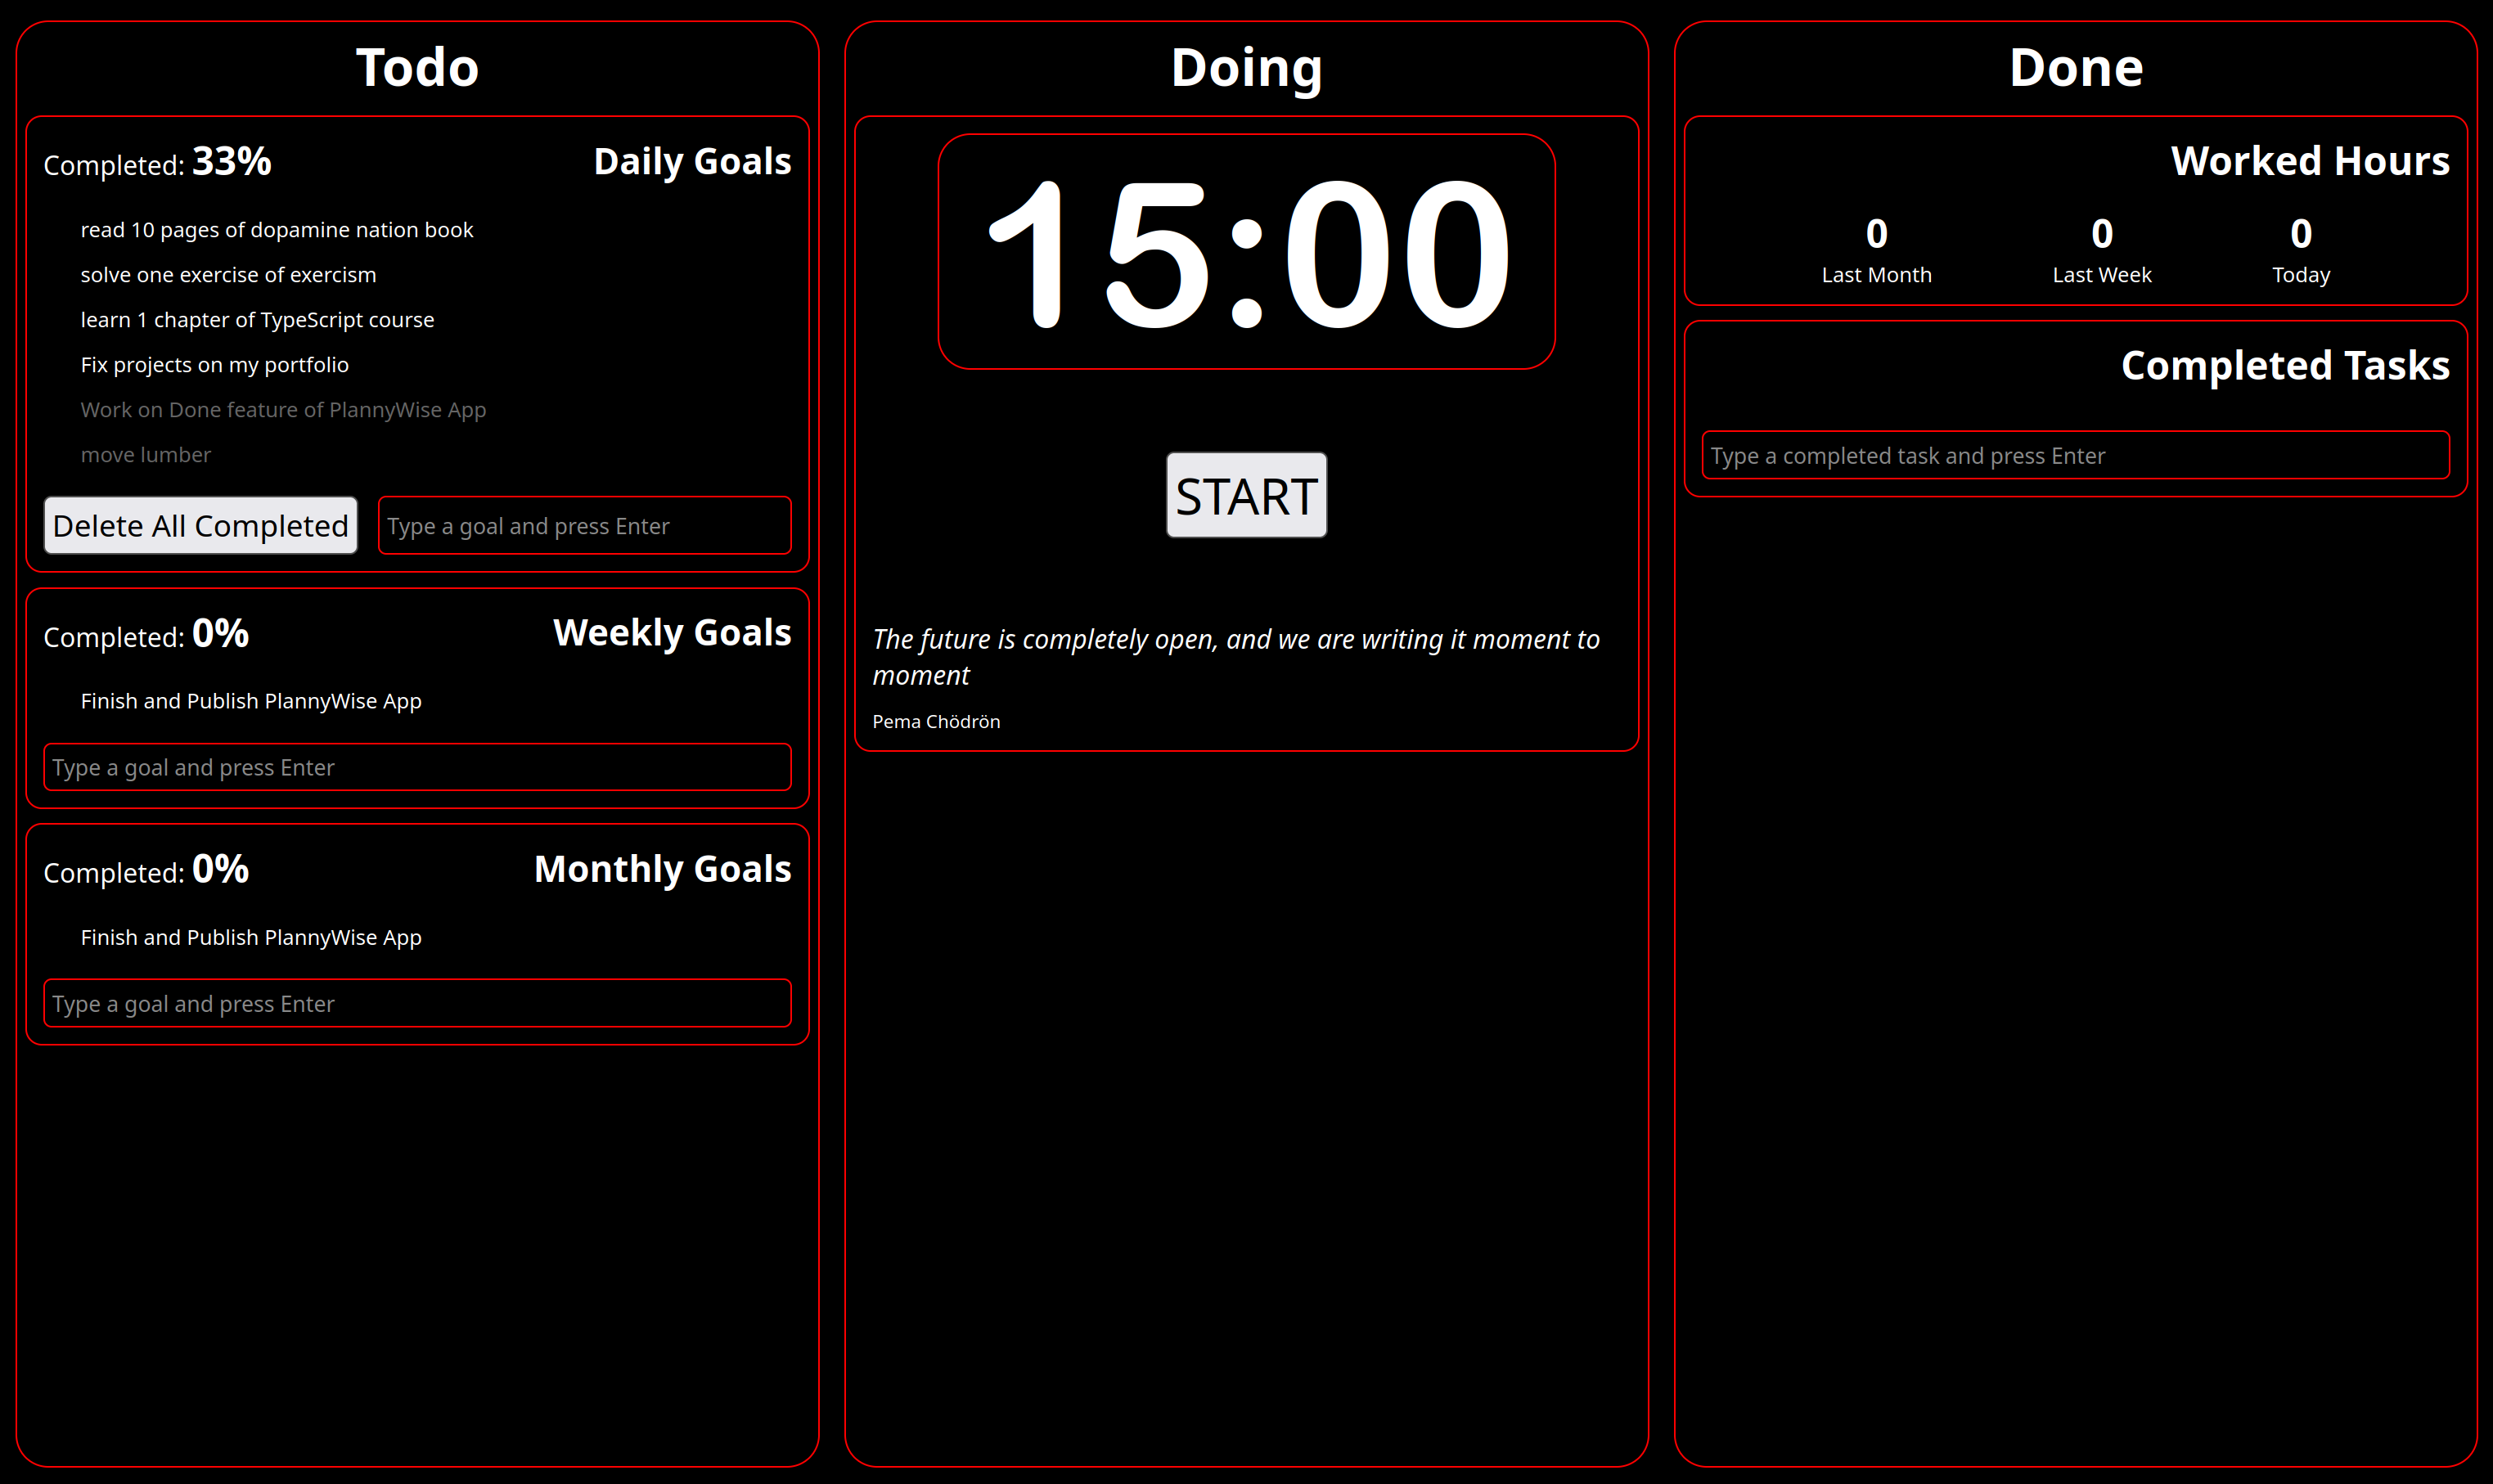 Todo
Completed: 33%
Daily Goals
read 10 pages of dopamine nation book
solve one exercise of exercism
learn 1 chapter of TypeScript course
Fix projects on my portfolio
Work on Done feature of PlannyWise App
move lumber
Delete All Completed
Type a goal and press Enter
Completed: 0%
Weekly Goals
Finish and Publish PlannyWise App
Type a goal and press Enter
Completed: 0%
Monthly Goals
Finish and Publish PlannyWise App
Type a goal and press Enter
Doing
15:00
START
The future is completely open, and we are writing it moment to
moment
Pema Chödrön
Done
Worked Hours
0
Last Month
0
Last Week
0
Today
Completed Tasks
Type a completed task and press Enter